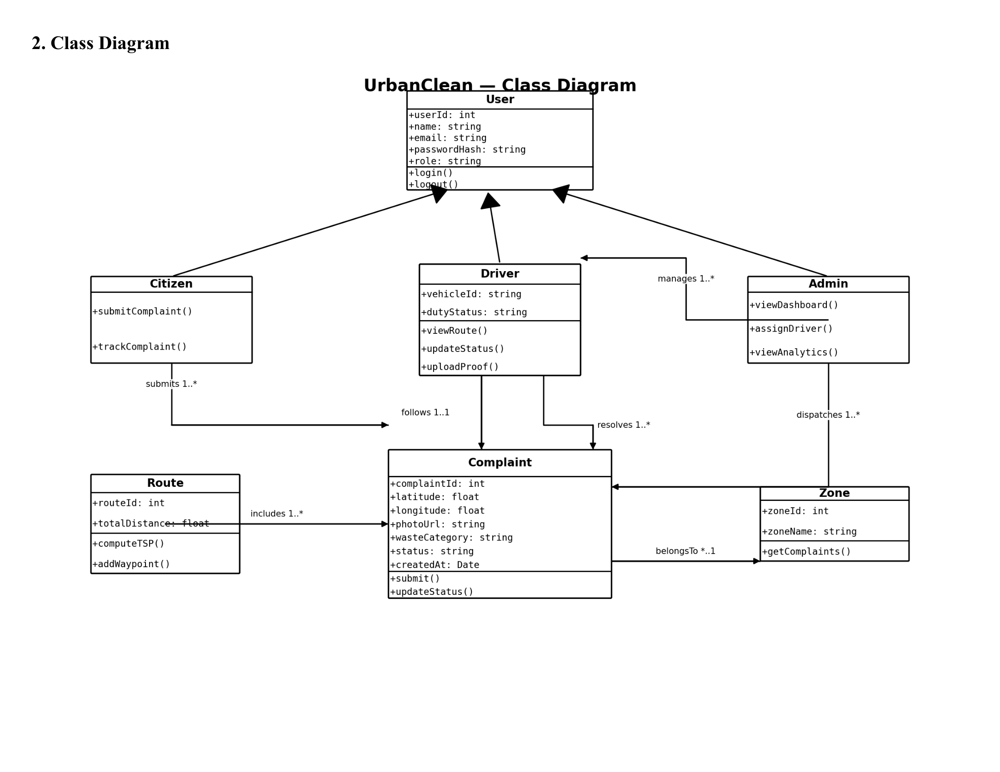 2. Class Diagram
UrbanClean — Class Diagram
User
+userId: int
+name: string
+email: string
+passwordHash: string
+role: string
+login()
+logout()
Citizen
+submitComplaint()
+trackComplaint()
Driver
+vehicleId: string
+dutyStatus: string
+viewRoute()
+updateStatus()
+uploadProof()
manages 1..*
Admin
+viewDashboard()
+assignDriver()
+viewAnalytics()
submits 1..*
follows 1..1
resolves 1..*
dispatches 1..*
Route
+routeId: int
+totalDistance: float
+computeTSP()
+addWaypoint()
includes 1..*
Complaint
+complaintId: int
+latitude: float
+longitude: float
+photoUrl: string
+wasteCategory: string
+status: string
+createdAt: Date
+submit()
+updateStatus()
belongsTo *..1
Zone
+zoneId: int
+zoneName: string
+getComplaints()